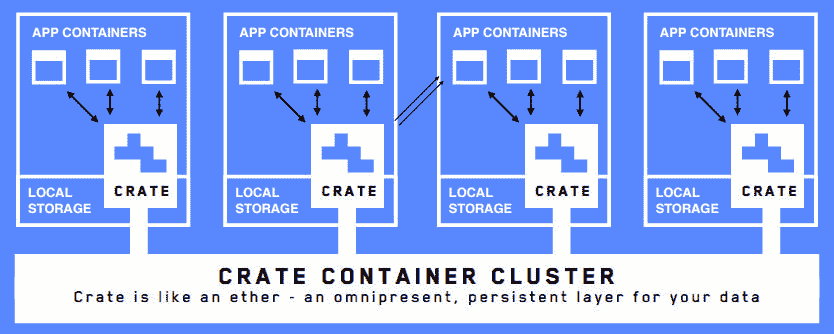 APP CONTAINERS
APP CONTAINERS
APP CONTAINERS
APP CONTAINERS
CRATE
CRATE
CRATE
CRATE
LOCAL
STORAGE
LOCAL
STORAGE
LOCAL
STORAGE
LOCAL
STORAGE
CRATE CONTAINER CLUSTER
Crate is like an ether - an omnipresent, persistent layer for your data